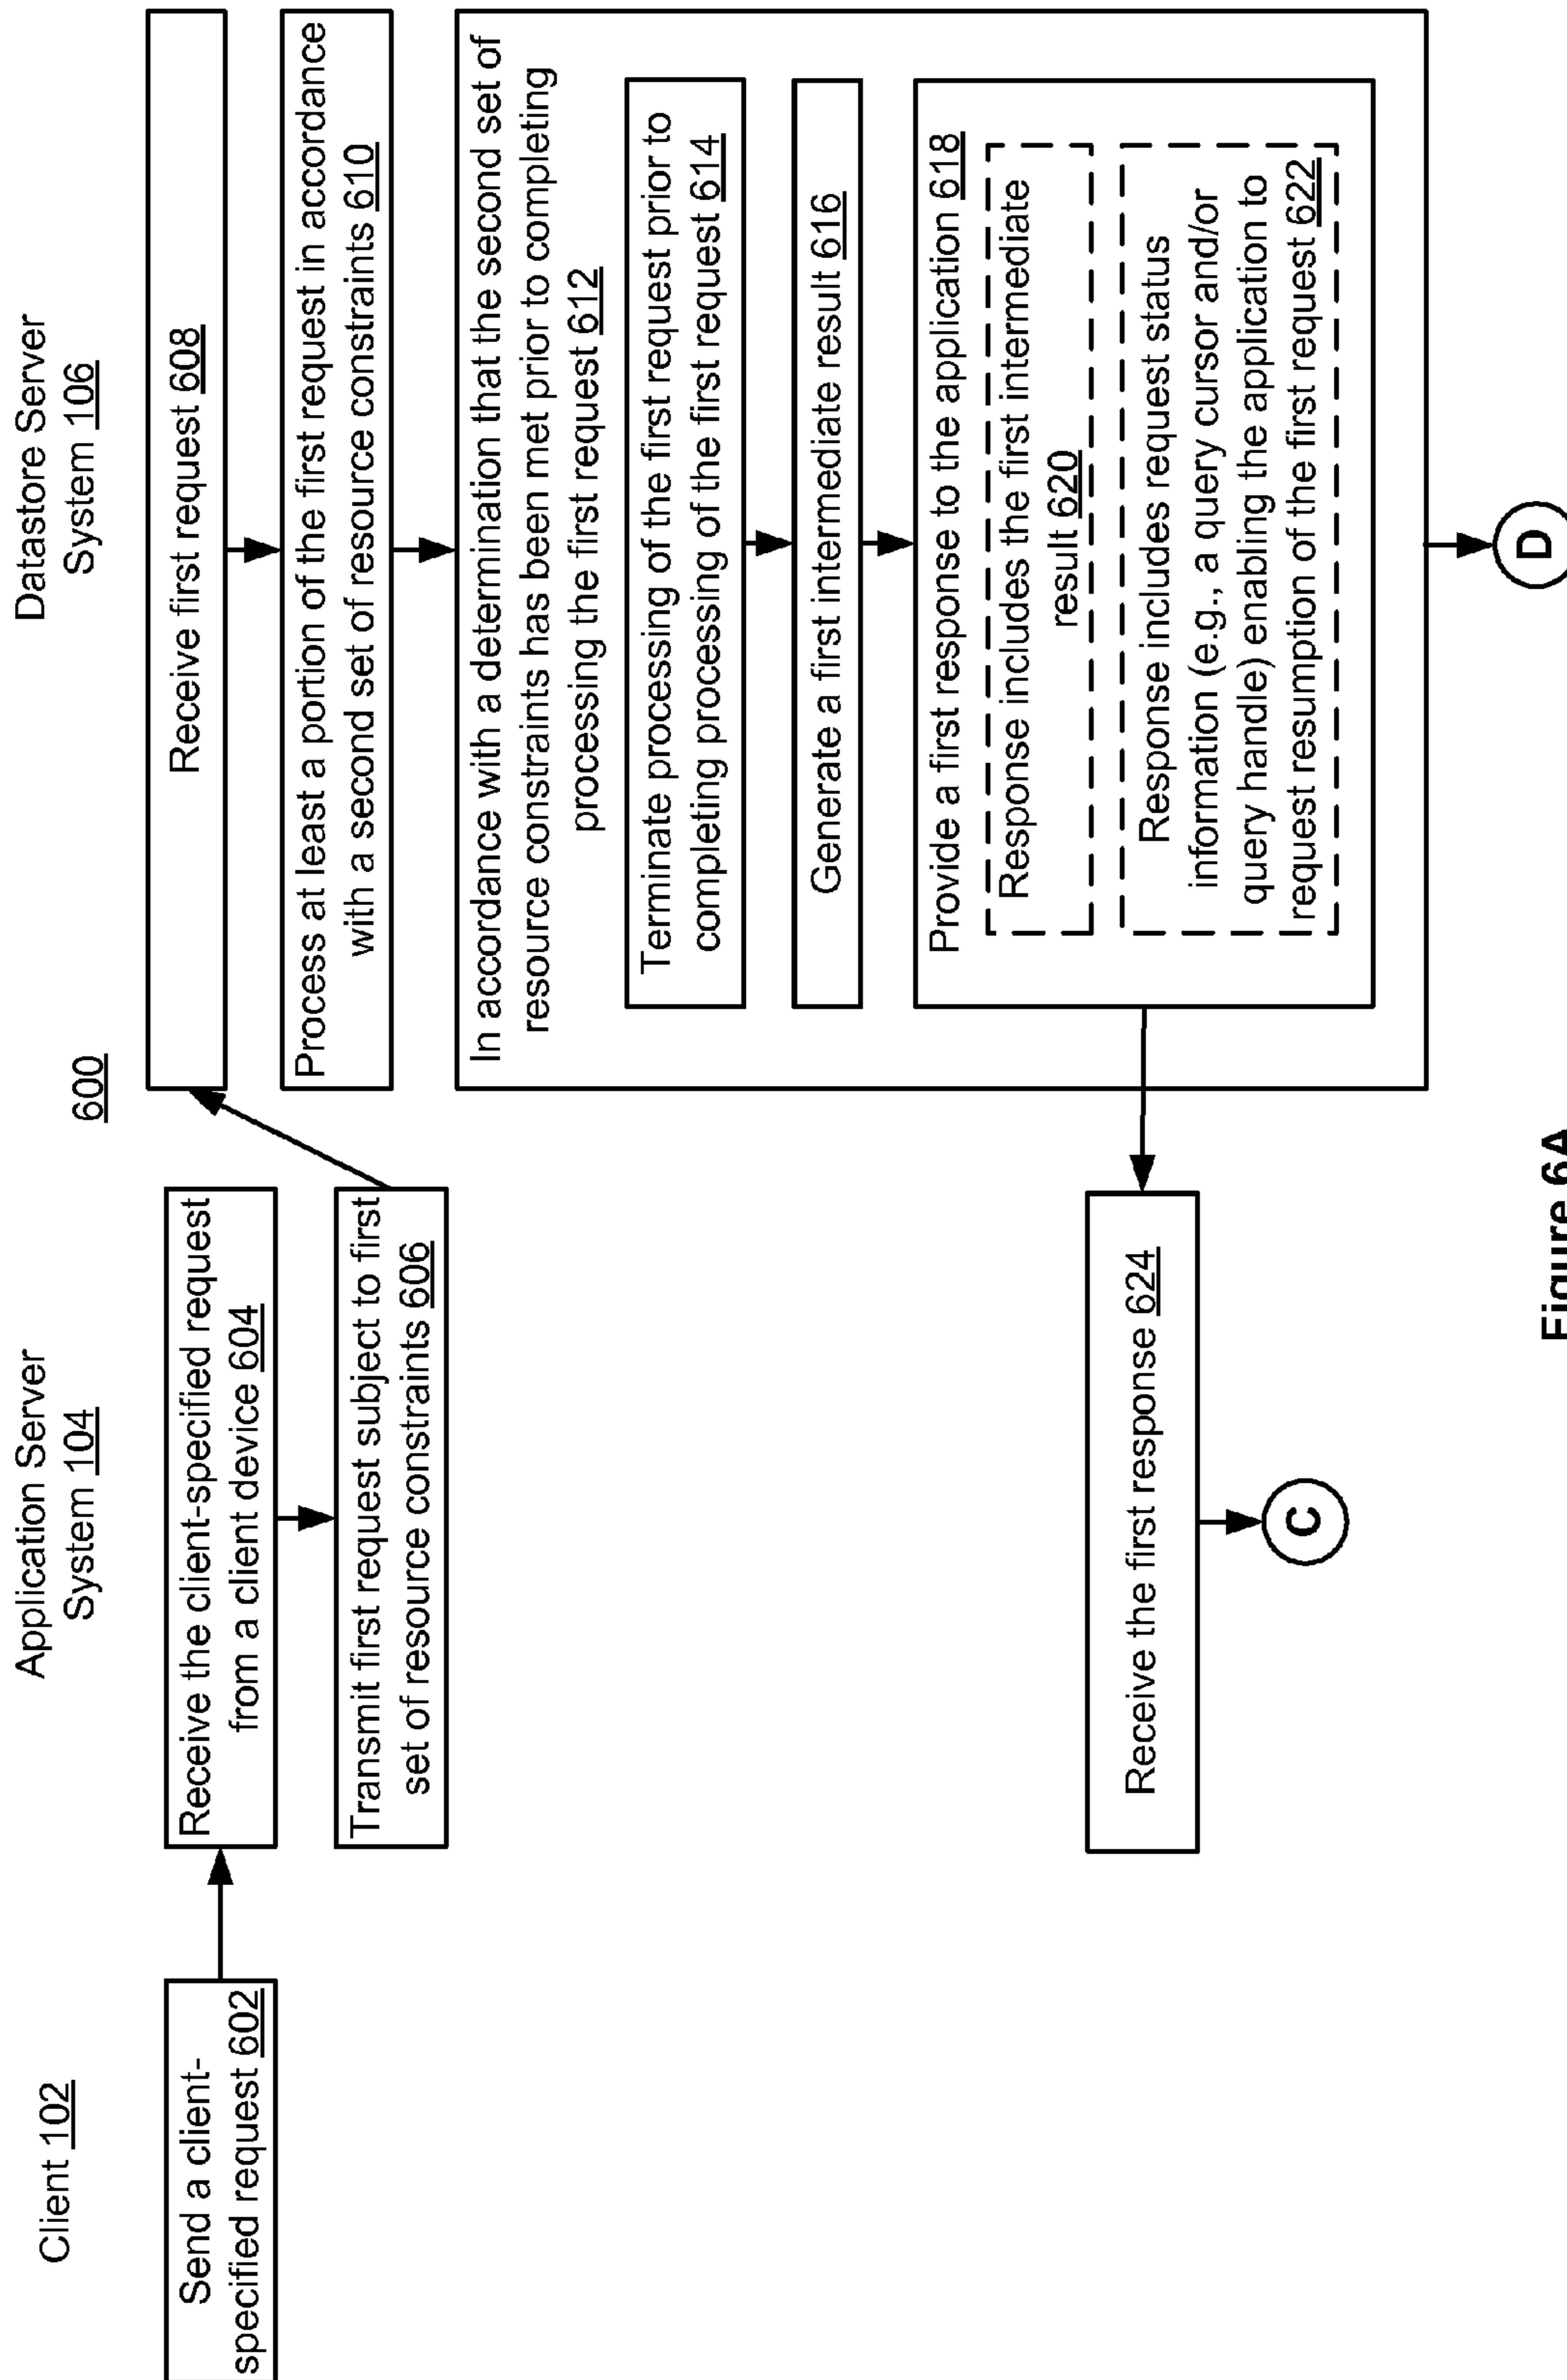 600
Client 102
Application Server
System 104
Datastore Server
System 106
Send a client-
specified request 602
Receive the client-specified request
from a client device 604
Transmit first request subject to first
set of resource constraints 606
Receive first request 608
Process at least a portion of the first request in accordance
with a second set of resource constraints 610
In accordance with a determination that the second set of
resource constraints has been met prior to completing
processing the first request 612
Terminate processing of the first request prior to
completing processing of the first request 614
Generate a first intermediate result 616
Provide a first response to the application 618
Response includes the first intermediate
result 620
Response includes request status
information (e.g., a query cursor and/or
query handle) enabling the application to
request resumption of the first request 622
Receive the first response 624
C
D
Figure 6A